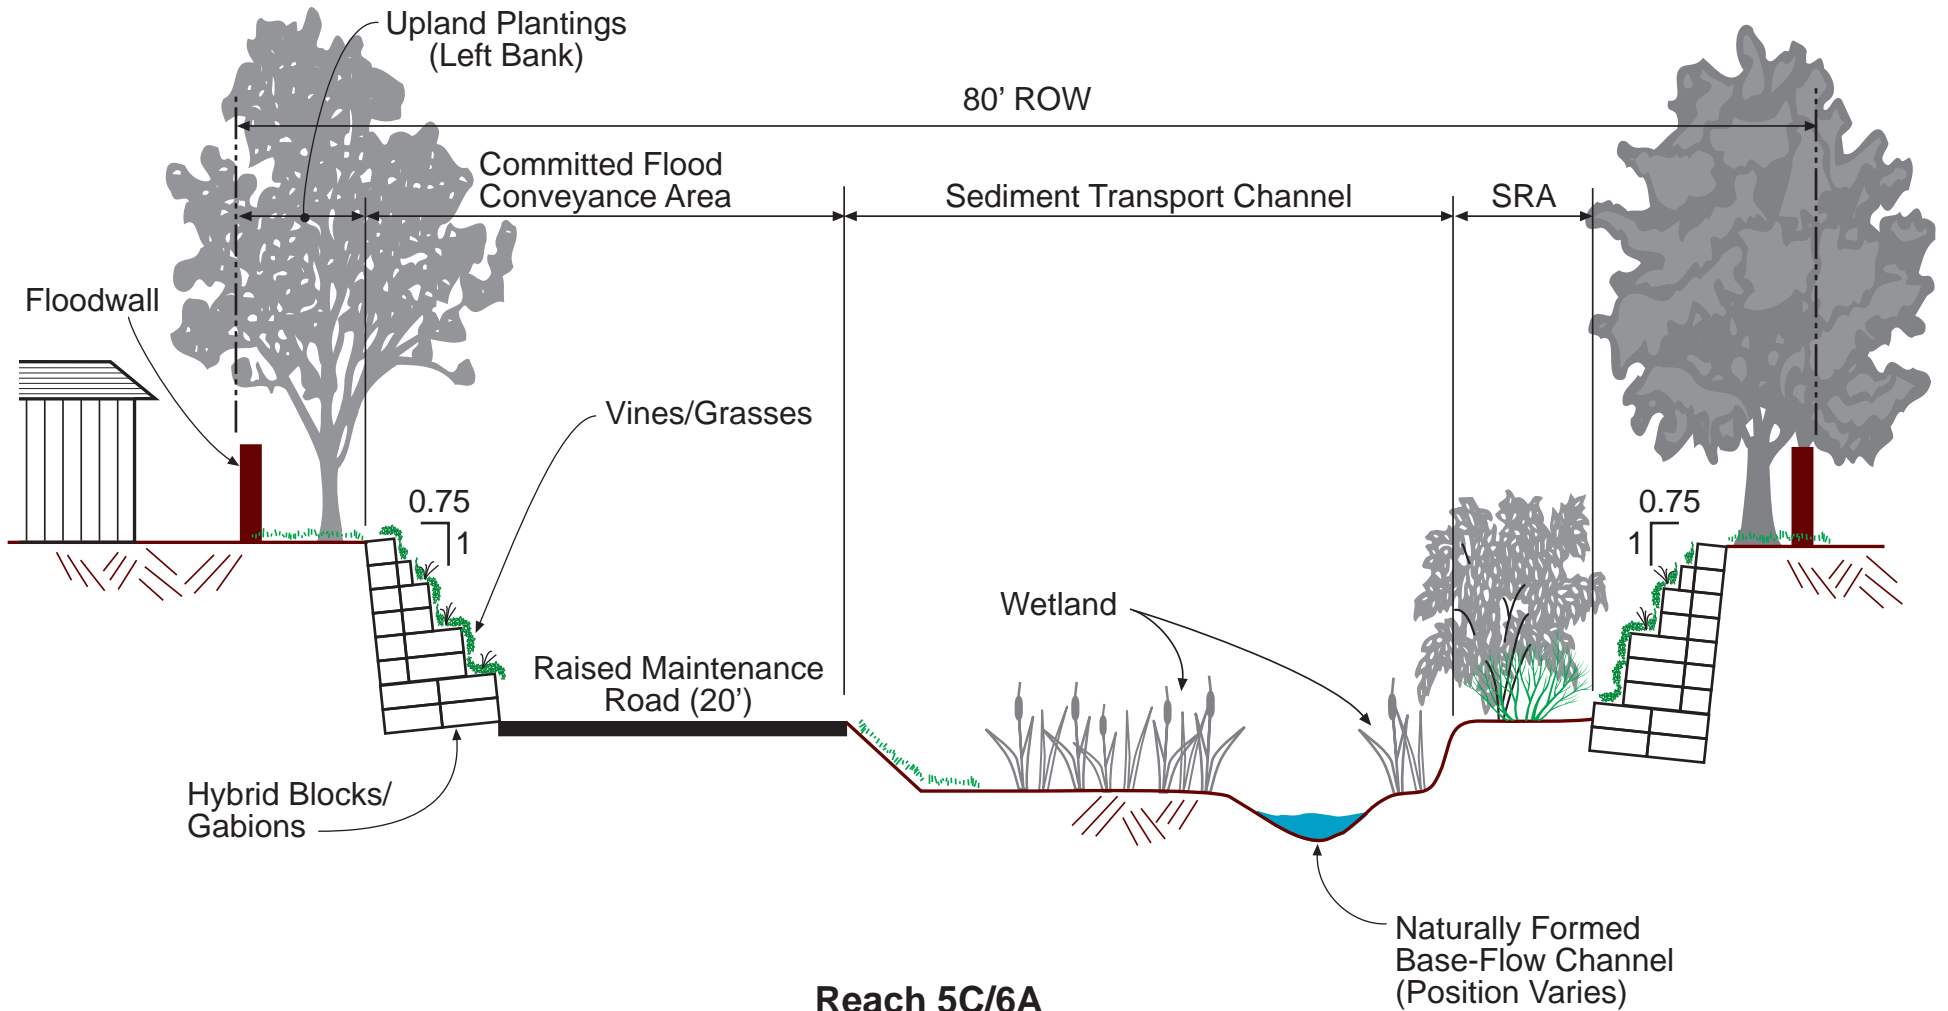 Upland Plantings
(Left Bank)
80’ ROW
Committed Flood
Conveyance Area
Sediment Transport Channel
SRA
Floodwall
Vines/Grasses
0.75
1
0.75
1
Wetland
Raised Maintenance
Road (20’)
Hybrid Blocks/
Gabions
Naturally Formed
Base-Flow Channel
(Position Varies)
Reach 5C/6A